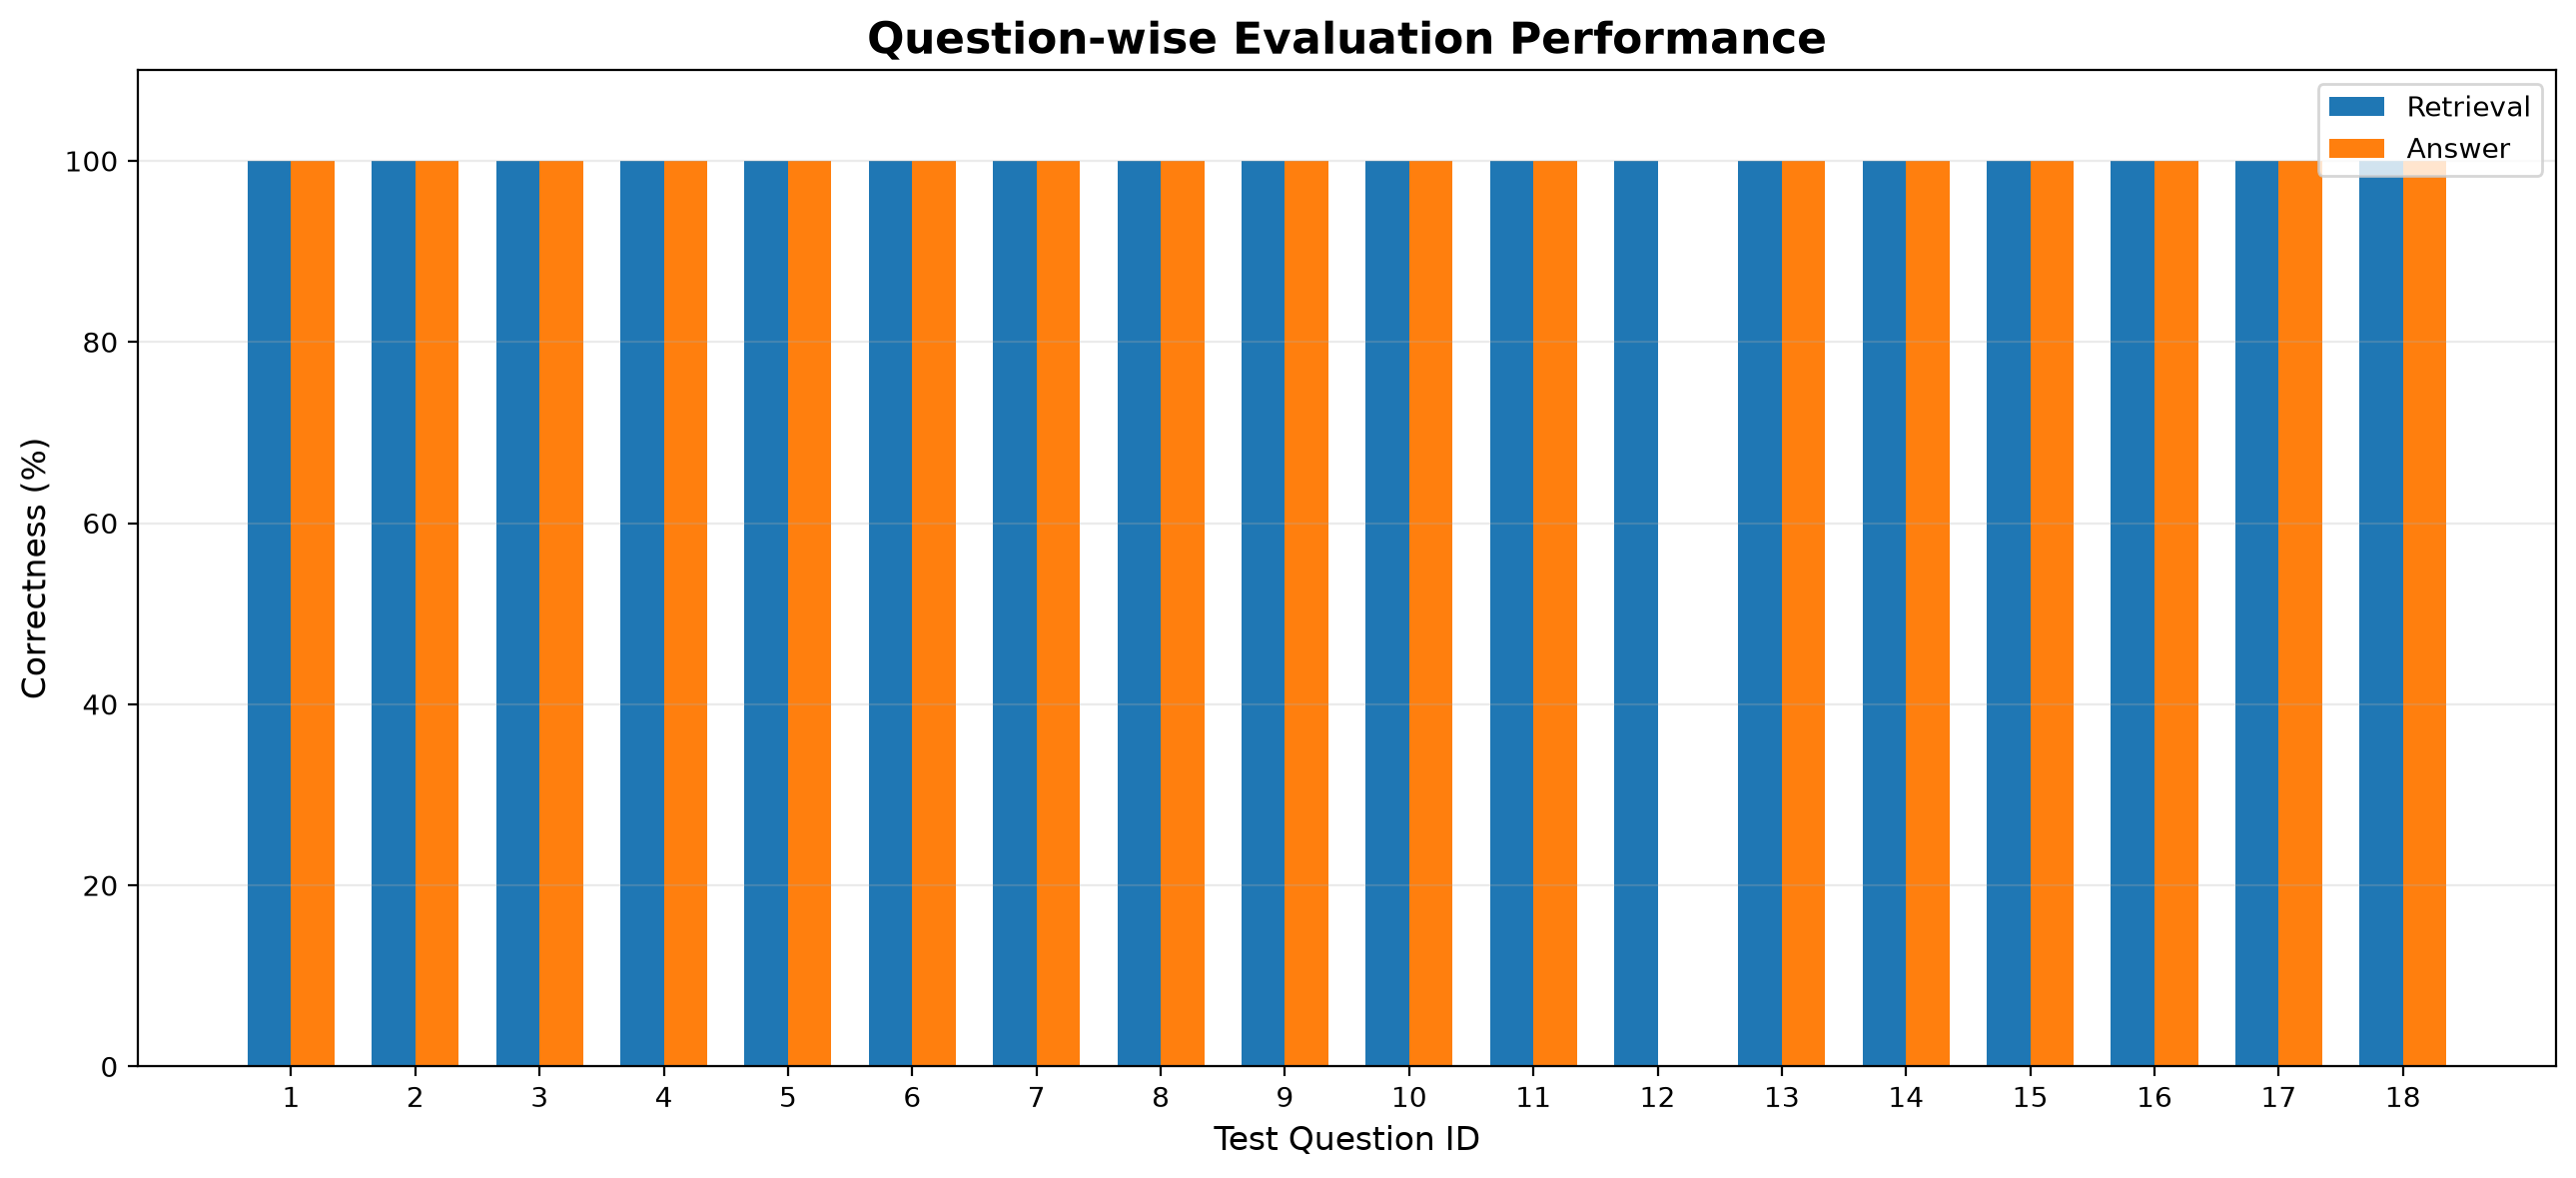 Question-wise Evaluation Performance
Retrieval
Answer
Correctness (%)
100
80
60
40
20
0
1 2 3 4 5 6 7 8 9 10 11 12 13 14 15 16 17 18
Test Question ID